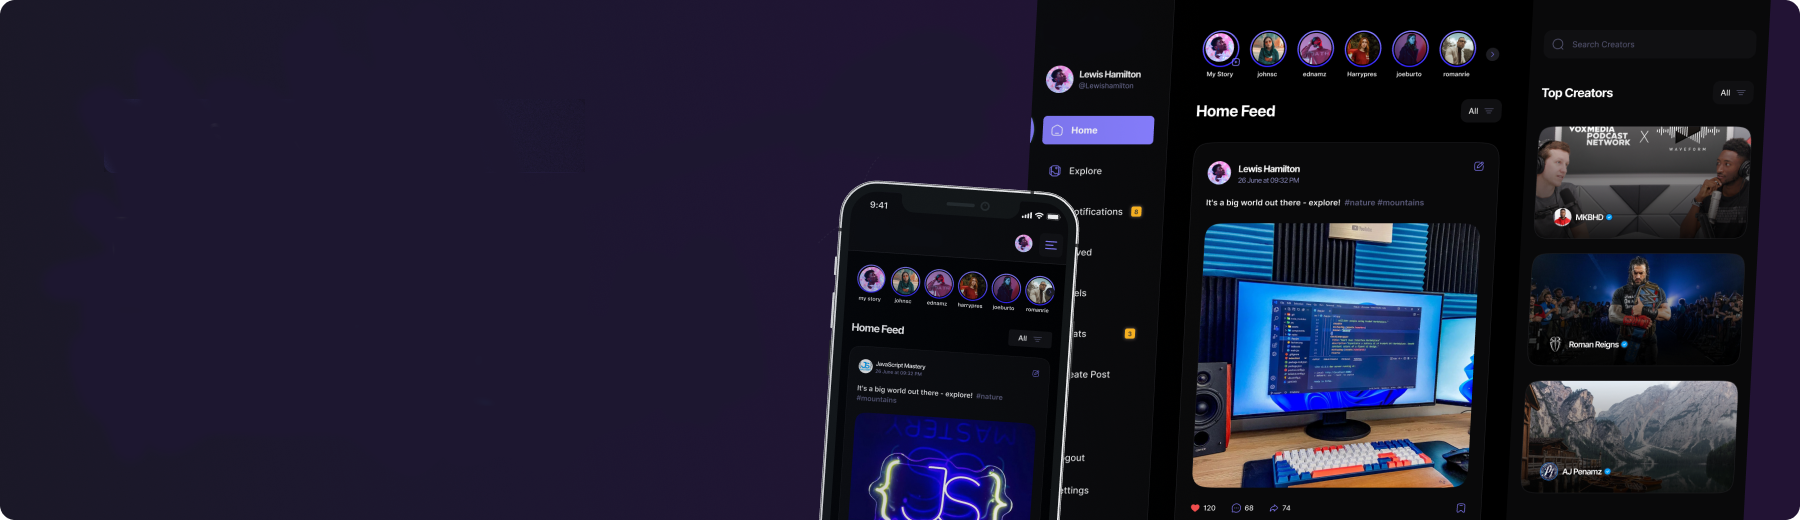 9:41
my story
johnsc
ednamz
harrypres
joeburto
romanrie
Home Feed
All
JavaScript Mastery
26 June at 09:32 PM
It's a big world out there - explore! #nature
#mountains
MASTERY
JS
Lewis Hamilton
@Lewishamilton
Home
Explore
otifications 8
ved
els
ats 3
eate Post
gout
ettings
My Story
johnsc
ednamz
Harrypres
joeburto
romanrie
Home Feed
All
Lewis Hamilton
26 June at 09:32 PM
It's a big world out there - explore! #nature #mountains
120
68
74
Search Creators
Top Creators
All
VOXMEDIA
PODCAST
NETWORK
X
WAVEFORM
MKBHD
Roman Reigns
AJ Penamz